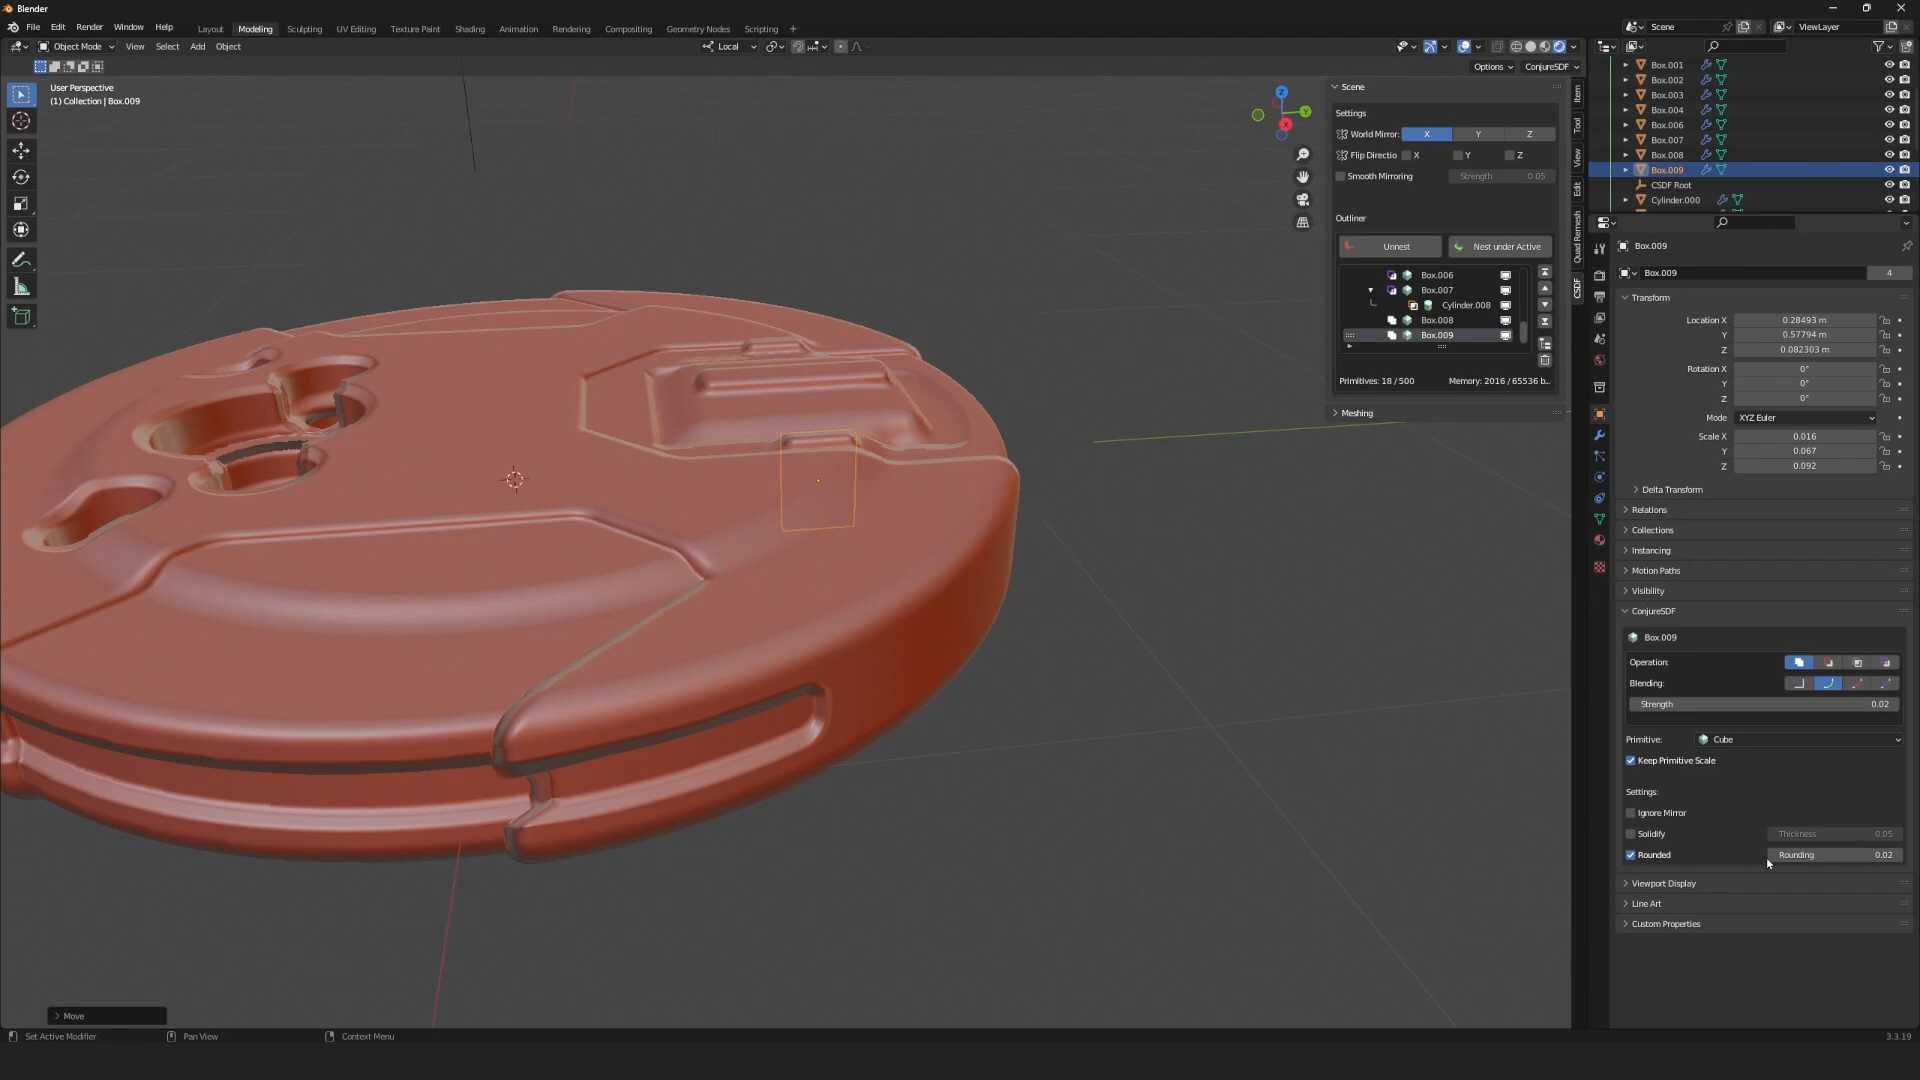 Blender
File Edit Render Window Help
Layout Modeling Sculpting UV Editing Texture Paint Shading Animation Rendering Compositing Geometry Nodes Scripting +
Scene
ViewLayer
Object Mode View Select Add Object
Local
Options ConjureSDF
User Perspective
(1) Collection | Box.009
Scene
Settings
World Mirror: X Y Z
Flip Directio X Y Z
Smooth Mirroring Strength 0.05
Outliner
Unnest Nest under Active
Box.006
Box.007
Cylinder.008
Box.008
Box.009
Primitives: 18 / 500 Memory: 2016 / 65536 b...
Meshing
Item
Tool
View
Edit
Quad Remesh
CSDF
Z
Y
X
Box.001
Box.002
Box.003
Box.004
Box.006
Box.007
Box.008
Box.009
CSDF Root
Cylinder.000
Box.009
Box.009 4
Transform
Location X 0.28493 m
Y 0.57794 m
Z 0.082303 m
Rotation X 0°
Y 0°
Z 0°
Mode XYZ Euler
Scale X 0.016
Y 0.067
Z 0.092
Delta Transform
Relations
Collections
Instancing
Motion Paths
Visibility
ConjureSDF
Box.009
Operation:
Blending:
Strength 0.02
Primitive: Cube
Keep Primitive Scale
Settings:
Ignore Mirror
Solidify Thickness 0.05
Rounded Rounding 0.02
Viewport Display
Line Art
Custom Properties
Move
Set Active Modifier Pan View Context Menu
3.3.19